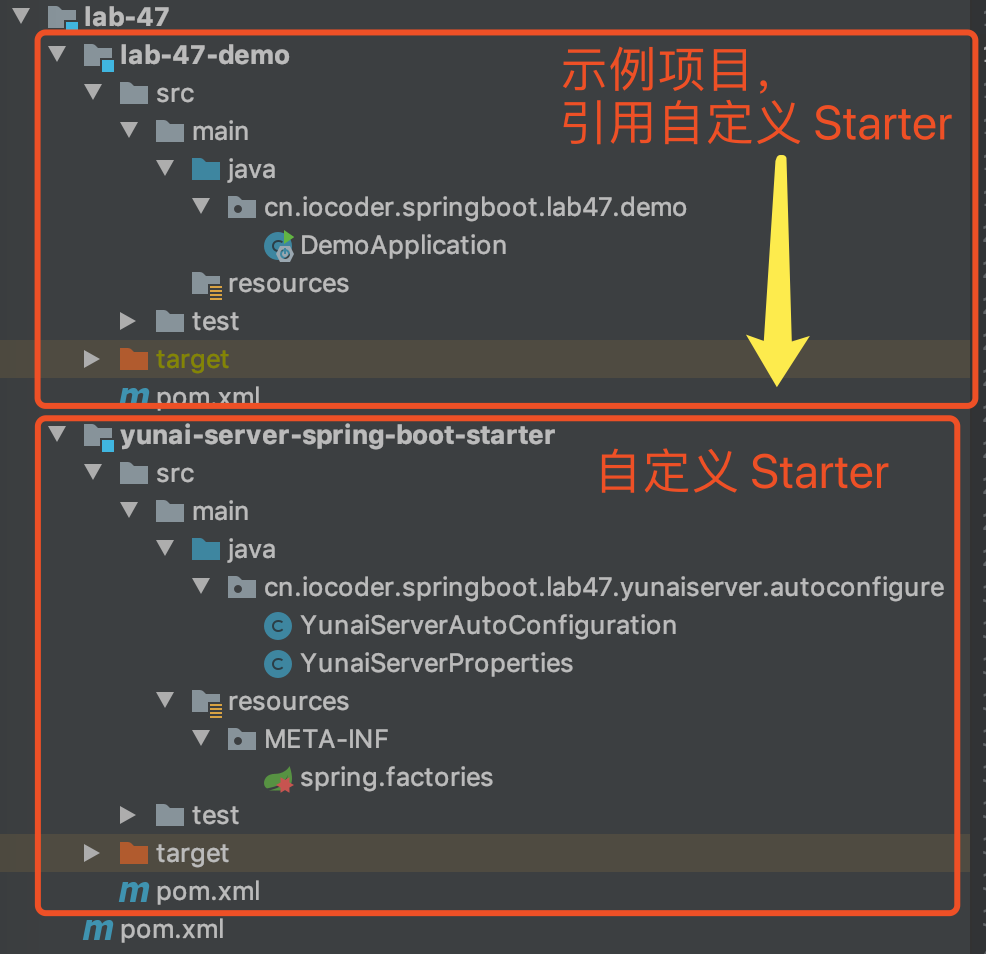 lab-47
lab-47-demo
示例项目，
引用自定义 Starter
src
main
java
cn.iocoder.springboot.lab47.demo
DemoApplication
resources
test
target
pom.xml
yunai-server-spring-boot-starter
自定义 Starter
src
main
java
cn.iocoder.springboot.lab47.yunaiserver.autoconfigure
YunaiServerAutoConfiguration
YunaiServerProperties
resources
META-INF
spring.factories
test
target
pom.xml
pom.xml